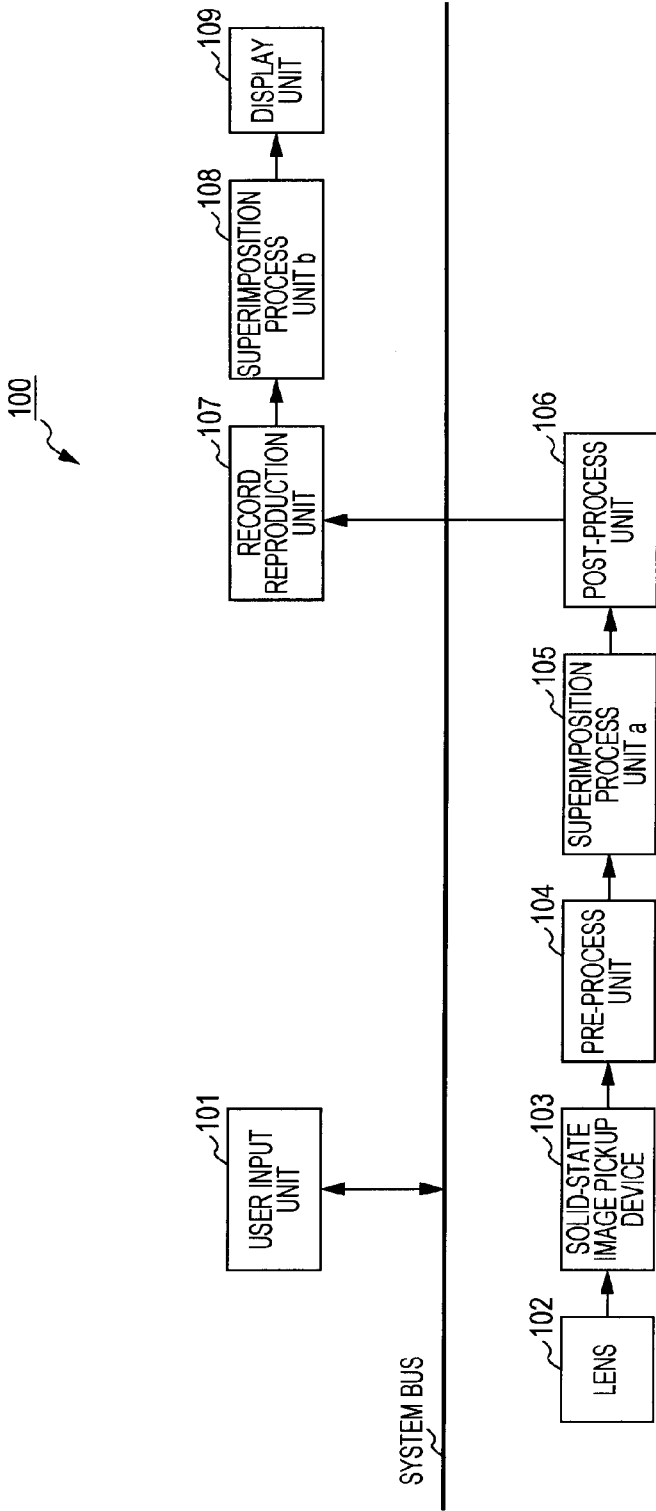 100
101
USER INPUT
UNIT
107
RECORD
REPRODUCTION
UNIT
108
SUPERIMPOSITION
PROCESS
UNIT b
109
DISPLAY
UNIT
SYSTEM BUS
102
LENS
103
SOLID-STATE
IMAGE PICKUP
DEVICE
104
PRE-PROCESS
UNIT
105
SUPERIMPOSITION
PROCESS
UNIT a
106
POST-PROCESS
UNIT